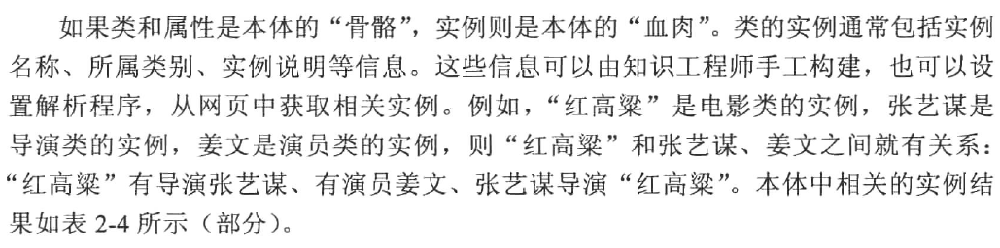 如果类和属性是本体的“骨骼”，实例则是本体的“血肉”。类的实例通常包括实例
名称、所属类别、实例说明等信息。这些信息可以由知识工程师手工构建，也可以设
置解析程序，从网页中获取相关实例。例如，“红高粱”是电影类的实例，张艺谋是
导演类的实例，姜文是演员类的实例，则“红高粱”和张艺谋、姜文之间就有关系：
“红高粱”有导演张艺谋、有演员姜文、张艺谋导演“红高粱”。本体中相关的实例结
果如表 2-4 所示（部分）。